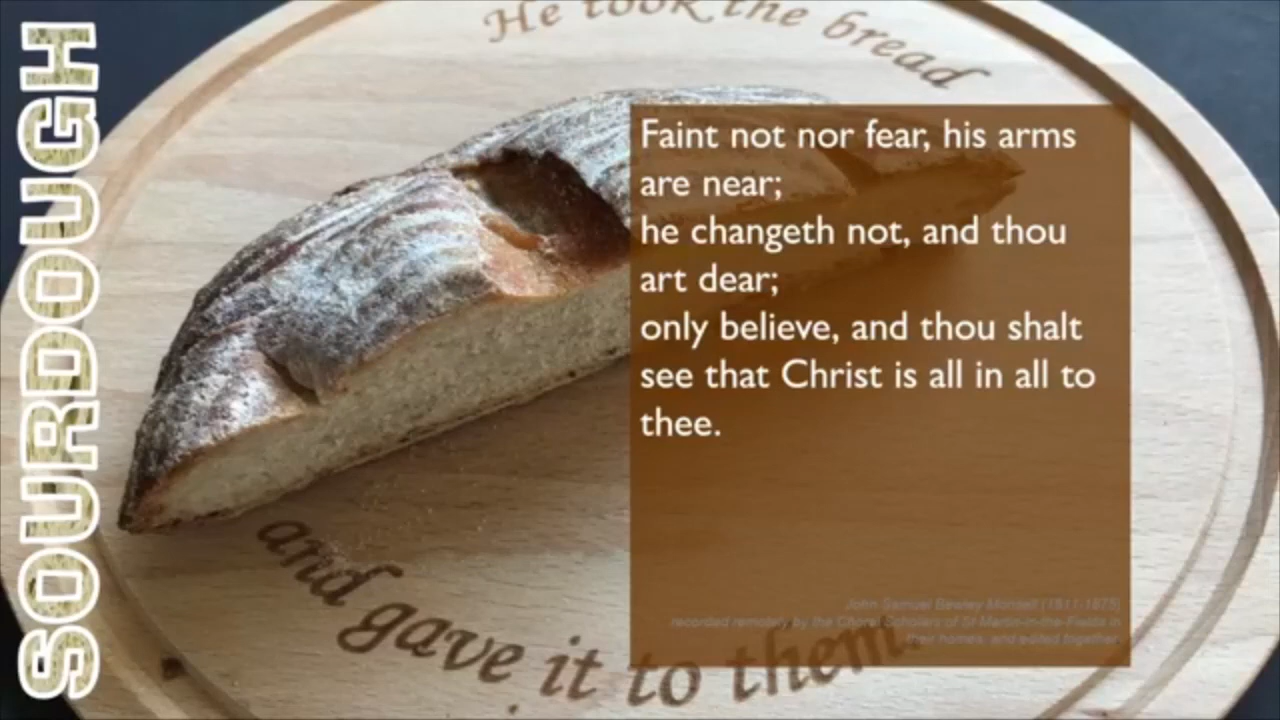 SOURDOUGH
He took the bread
Faint not nor fear, his arms
are near;
he changeth not, and thou
art dear;
only believe, and thou shalt
see that Christ is all in all to
thee.
John Samuel Bewley Monsell (1811-1875)
recorded remotely by the Choral Scholars of St Martin-in-the-Fields in
their homes and edited together
and gave it to them.